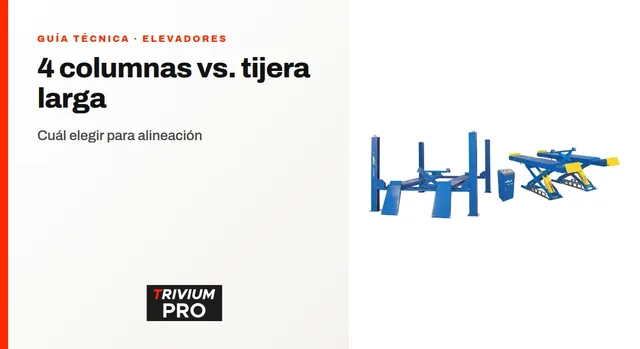 GUÍA TÉCNICA · ELEVADORES
4 columnas vs. tijera
larga
Cuál elegir para alineación
TRIVIUM
PRO